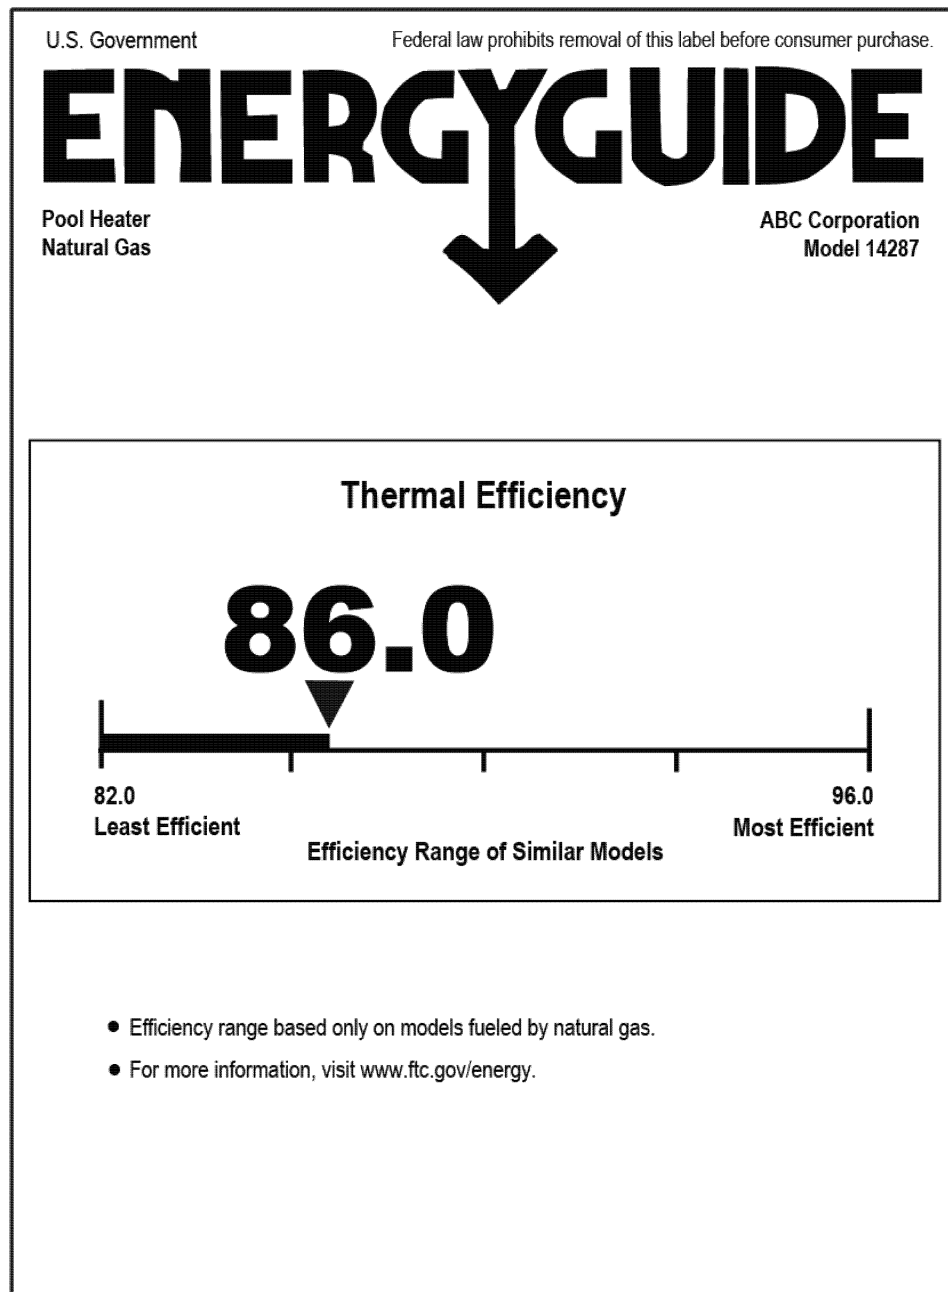 U.S. Government
Federal law prohibits removal of this label before consumer purchase.
ENERGYGUIDE
Pool Heater
Natural Gas
ABC Corporation
Model 14287
Thermal Efficiency
86.0
82.0
Least Efficient
96.0
Most Efficient
Efficiency Range of Similar Models
● Efficiency range based only on models fueled by natural gas.
● For more information, visit www.ftc.gov/energy.